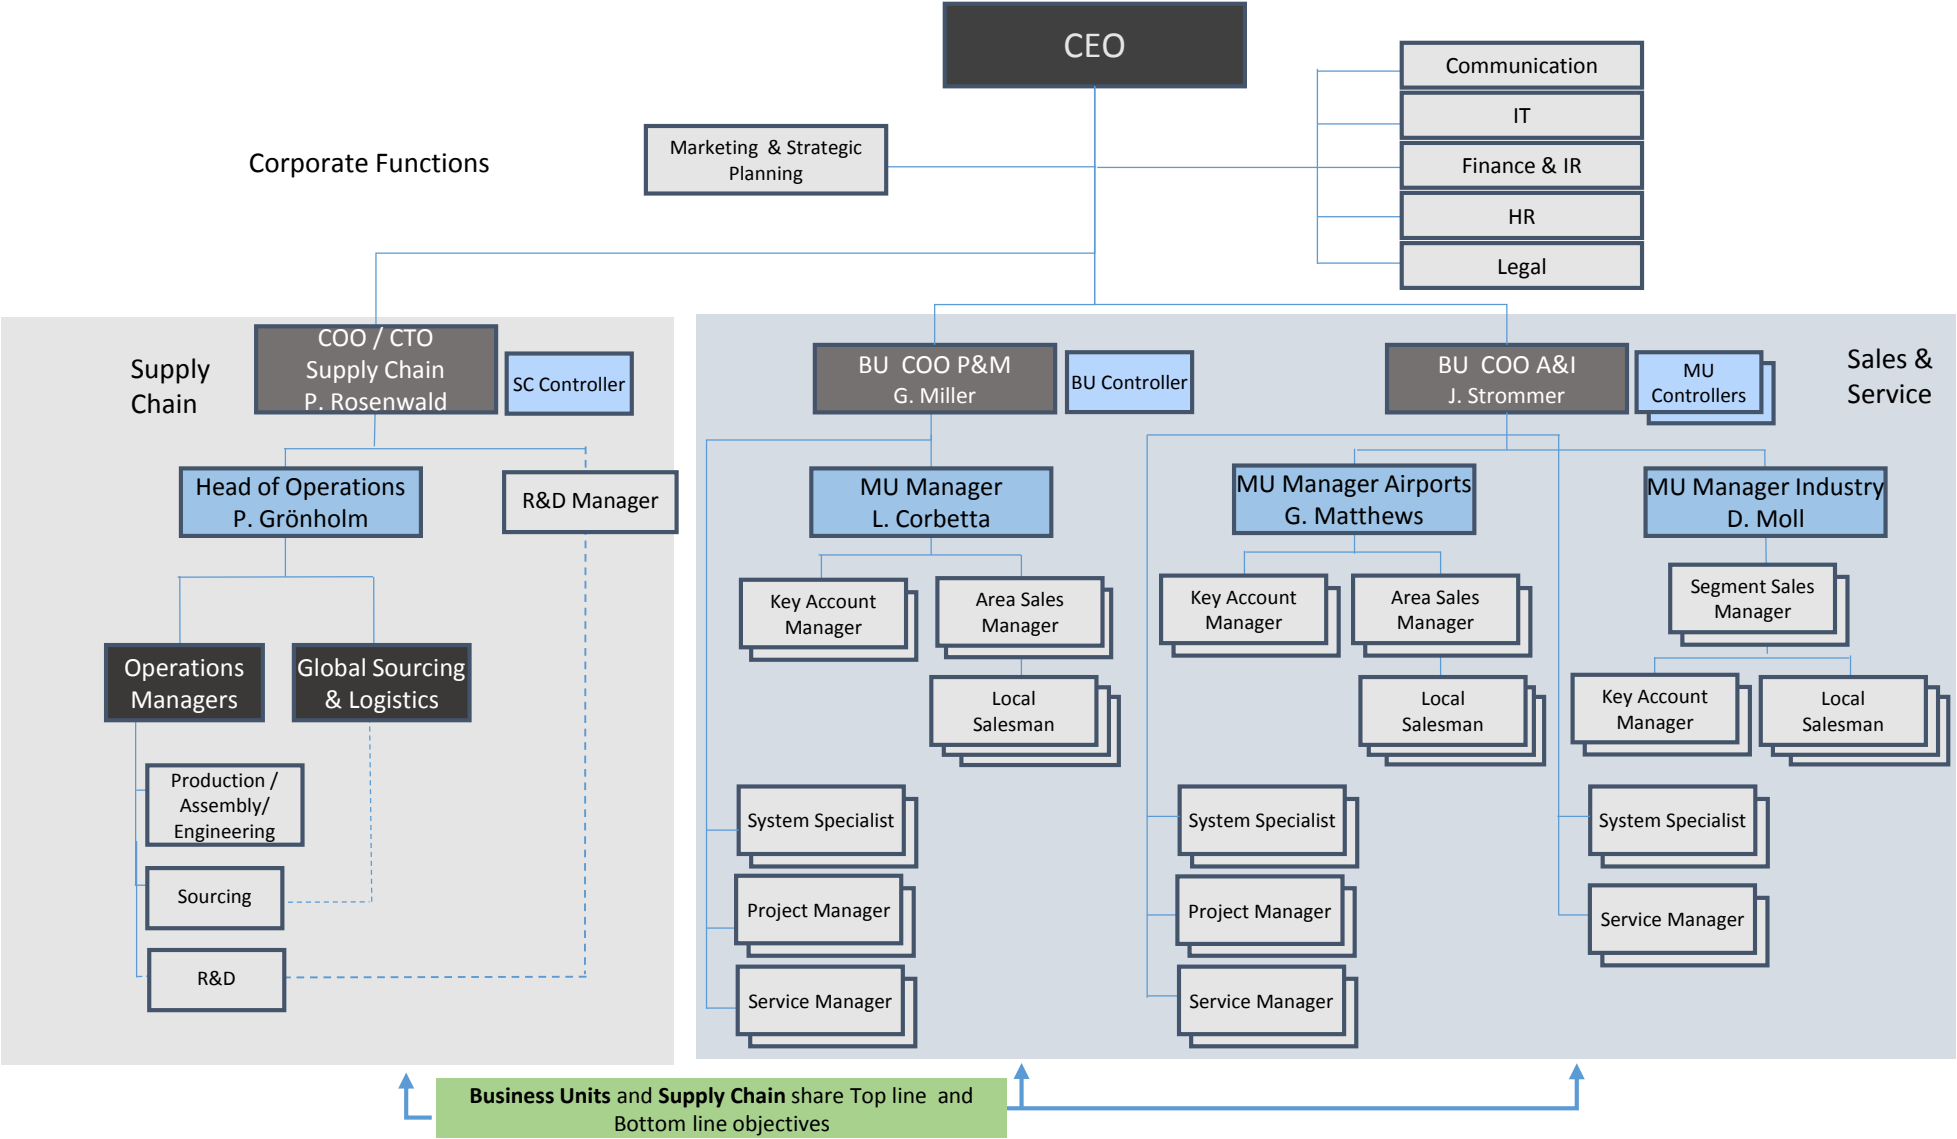 CEO
Communication
IT
Finance & IR
HR
Legal
Marketing & Strategic
Planning
Corporate Functions
Supply
Chain
COO / CTO
Supply Chain
P. Rosenwald
SC Controller
Head of Operations
P. Grönholm
R&D Manager
Operations
Managers
Global Sourcing
& Logistics
Production /
Assembly/
Engineering
Sourcing
R&D
BU COO P&M
G. Miller
BU Controller
BU COO A&I
J. Strommer
MU
Controllers
Sales &
Service
MU Manager
L. Corbetta
MU Manager Airports
G. Matthews
MU Manager Industry
D. Moll
Key Account
Manager
Area Sales
Manager
Local
Salesman
Key Account
Manager
Area Sales
Manager
Local
Salesman
Segment Sales
Manager
Key Account
Manager
Local
Salesman
System Specialist
Project Manager
Service Manager
System Specialist
Project Manager
Service Manager
System Specialist
Service Manager
Business Units and Supply Chain share Top line and
Bottom line objectives